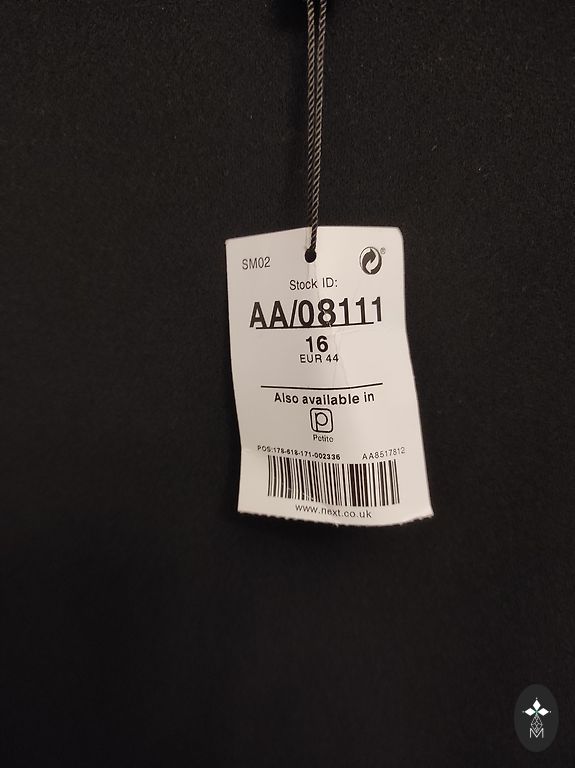 SM02
®
Stock ID:
AA/08111
16
EUR 44
Also available in
p
Petite
POS:178-618-171-002336 AA8517812
www.next.co.uk
M